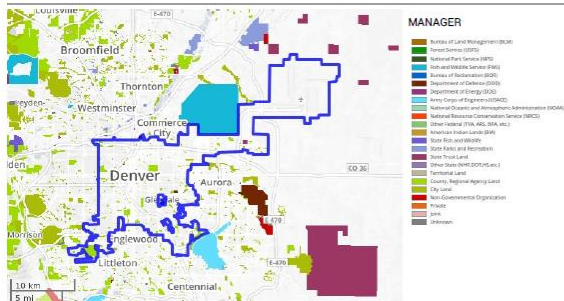 Louisville
E-470
Broomfield
Thornton
Westminster
Commerce
City
Denver
Aurora
CO 36
Glendale
E 470
Morrison
Englewood
Littleton
E-470
Centennial
10 km
5 mi
MANAGER
Bureau of Land Management (BLM)
Forest Service (USFS)
National Park Service (NPS)
Fish and Wildlife Service (FWS)
Bureau of Reclamation (BOR)
Department of Defense (DOD)
Department of Energy (DOE)
Army Corps of Engineers (USACE)
National Oceanic and Atmospheric Administration (NOAA)
Natural Resource Conservation Service (NRCS)
Other Federal (TVA, ARS, BPA, etc.)
American Indian Lands (BIA)
State Fish and Wildlife
State Parks and Recreation
State Trust Land
Other State (NHP, DOT, HS, etc.)
Territorial Land
County, Regional Agency Land
City Land
Non-Governmental Organization
Private
Joint
Unknown